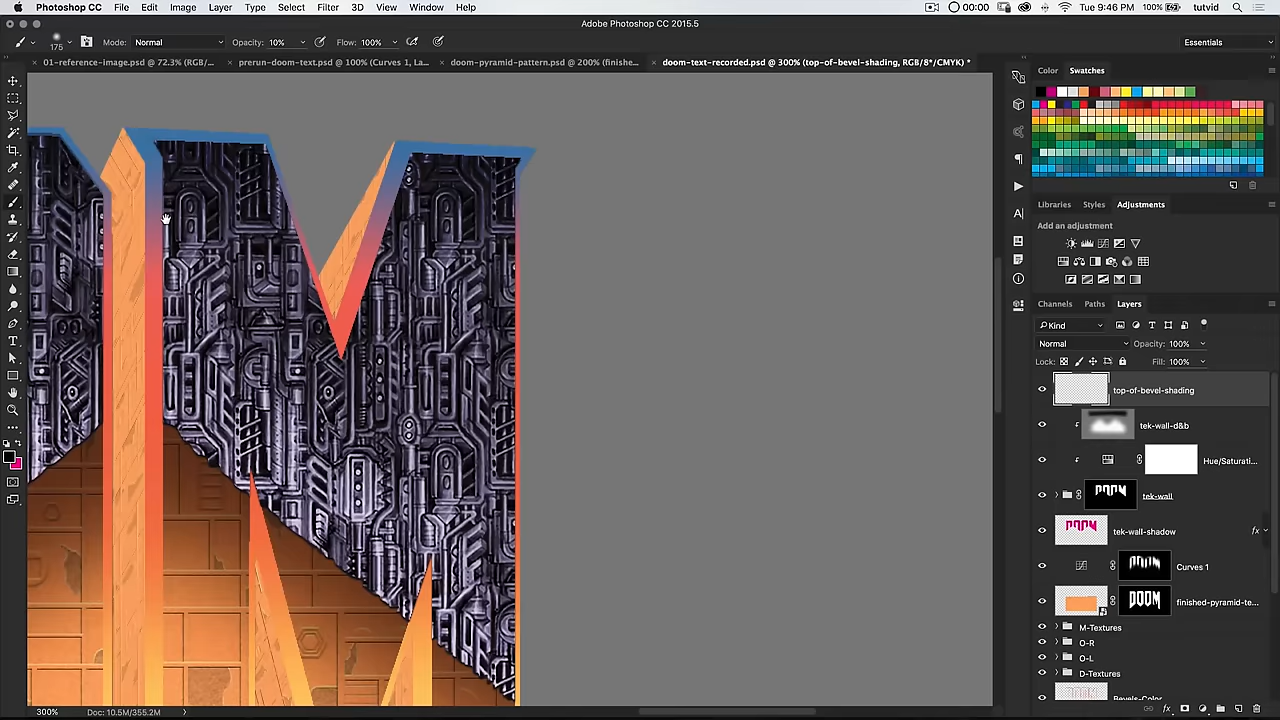 Photoshop CC File Edit Image Layer Type Select Filter 3D View Window Help 00:00 100% Tue 9:46 PM tutvid
Adobe Photoshop CC 2015.5
175 Mode: Normal Opacity: 10% Flow: 100% Essentials
× 01-reference-image.psd @ 72.3% (RGB/... × prerun-doom-text.psd @ 100% (Curves 1, La... × doom-pyramid-pattern.psd @ 200% (finishe... × doom-text-recorded.psd @ 300% (top-of-bevel-shading, RGB/8*/CMYK) *
Color Swatches
Libraries Styles Adjustments
Add an adjustment
Channels Paths Layers
Kind
Normal Opacity: 100%
Lock: Fill: 100%
top-of-bevel-shading
tek-wall-d&b
Hue/Saturati...
tek-wall
tek-wall-shadow fx
Curves 1
finished-pyramid-te...
M-Textures
O-R
O-L
D-Textures
Bevels-Color
300% Doc: 10.5M/355.2M